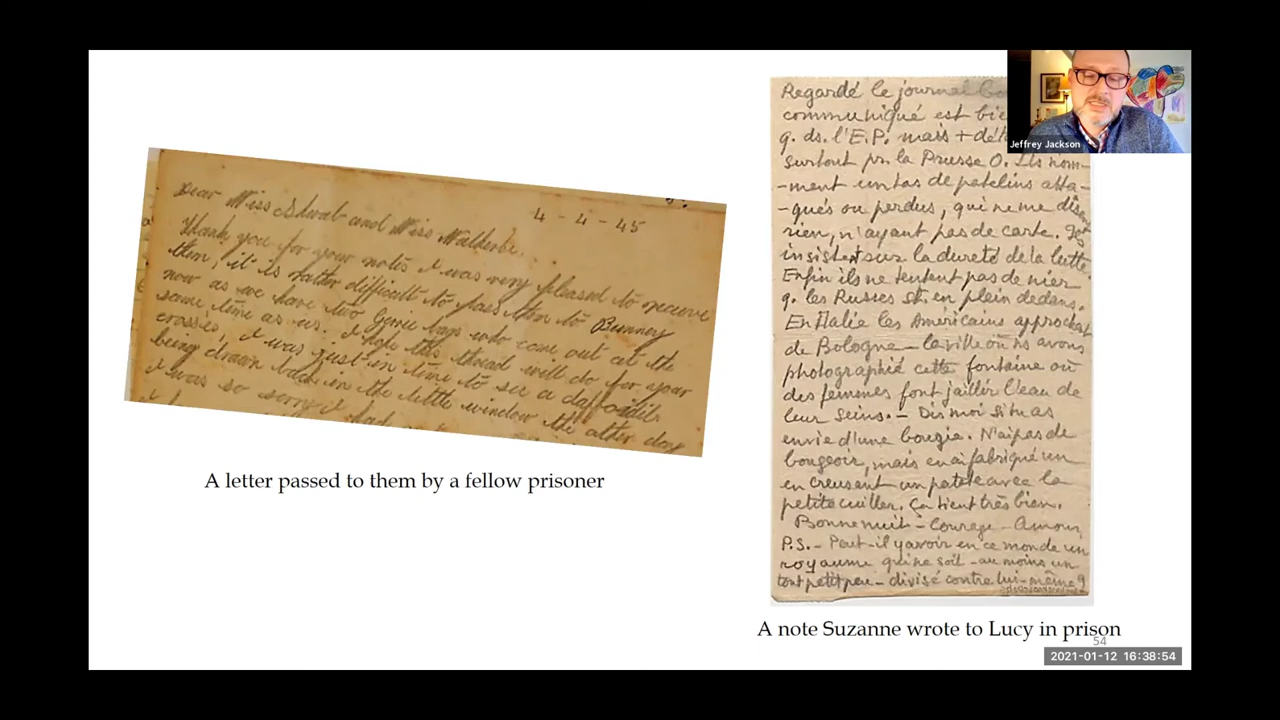 Dear Miss Shwab and Miss Malherbe.
4 - 4 - 45
Thank you for your notes I was very pleased to receive
them, it is rather difficult to pass them to Bunney
now as we have two Genie bags who come out at the
same time as us. I hope this thread will do for your
crosses, I was just in time to see a daffodils
being drawn back in the little window the other day
I was so sorry I had
A letter passed to them by a fellow prisoner
Regardé le journal
communiqué est
q. ds. l'E.P. mais +
surtout pr. la Prusse O. Ils nom-
-ment un tas de patelins atta-
-qués ou perdus, qui ne me disent
rien, n'ayant pas de carte. Ils
insistent sur la dureté de la lutte.
Enfin ils ne tentent pas de nier
q. les Russes st en plein dedans.
En Italie les Américains approchent
de Bologne – la ville où ns avons
photographié cette fontaine où
des femmes font jaillir l'eau de
leur seins. – Dis moi si tu as
envie d'une bougie. N'ai pas de
bougeoir, mais en ai fabriqué un
en creusant un patate avec la
petite cuiller. Ça tient très bien.
Bonne nuit – Courage – Amour
P.S. – Peut-il y avoir en ce monde un
royaume qui ne soit – au moins un
tout petit peu – divisé contre lui-même ?
A note Suzanne wrote to Lucy in prison
54
Jeffrey Jackson
2021-01-12 16:38:54